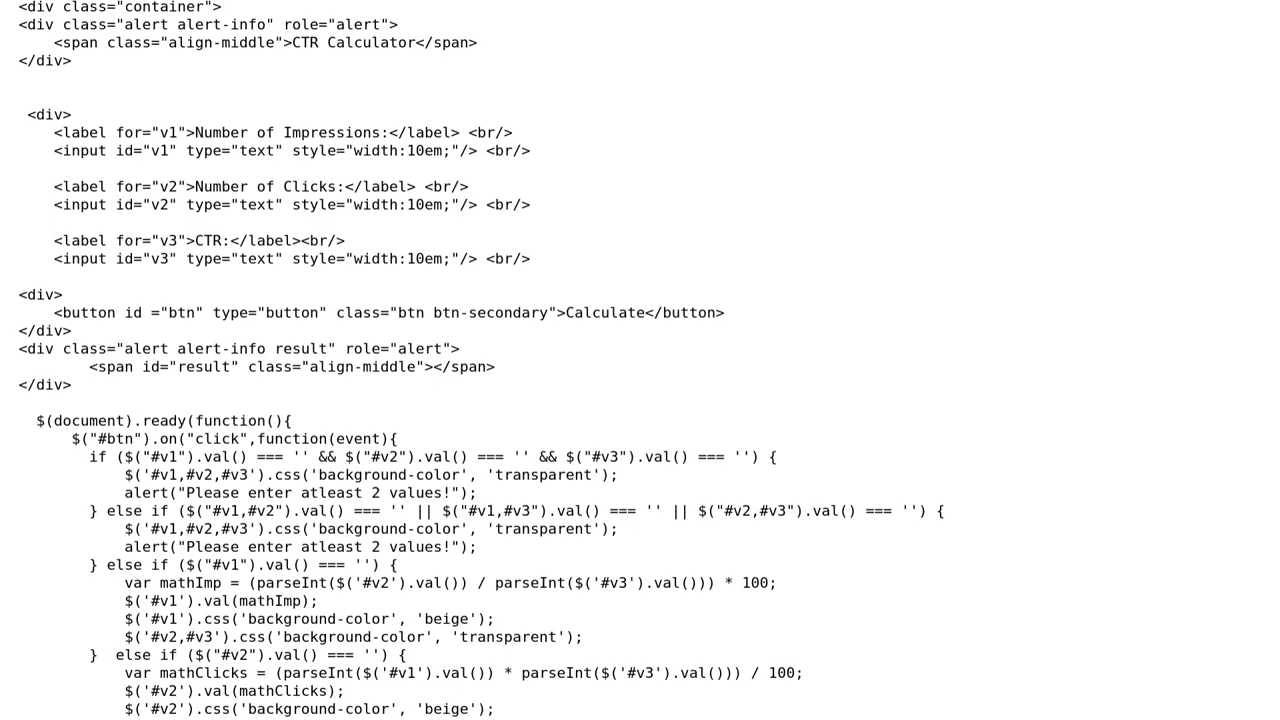 <div class="container">
<div class="alert alert-info" role="alert">
    <span class="align-middle">CTR Calculator</span>
</div>


 <div>
    <label for="v1">Number of Impressions:</label> <br/>
    <input id="v1" type="text" style="width:10em;"/> <br/>

    <label for="v2">Number of Clicks:</label> <br/>
    <input id="v2" type="text" style="width:10em;"/> <br/>

    <label for="v3">CTR:</label><br/>
    <input id="v3" type="text" style="width:10em;"/> <br/>

<div>
    <button id ="btn" type="button" class="btn btn-secondary">Calculate</button>
</div>
<div class="alert alert-info result" role="alert">
        <span id="result" class="align-middle"></span>
</div>

  $(document).ready(function(){
      $("#btn").on("click",function(event){
        if ($("#v1").val() === '' && $("#v2").val() === '' && $("#v3").val() === '') {
            $('#v1,#v2,#v3').css('background-color', 'transparent');
            alert("Please enter atleast 2 values!");
        } else if ($("#v1,#v2").val() === '' || $("#v1,#v3").val() === '' || $("#v2,#v3").val() === '') {
            $('#v1,#v2,#v3').css('background-color', 'transparent');
            alert("Please enter atleast 2 values!");
        } else if ($("#v1").val() === '') {
            var mathImp = (parseInt($('#v2').val()) / parseInt($('#v3').val())) * 100;
            $('#v1').val(mathImp);
            $('#v1').css('background-color', 'beige');
            $('#v2,#v3').css('background-color', 'transparent');
        }  else if ($("#v2").val() === '') {
            var mathClicks = (parseInt($('#v1').val()) * parseInt($('#v3').val())) / 100;
            $('#v2').val(mathClicks);
            $('#v2').css('background-color', 'beige');